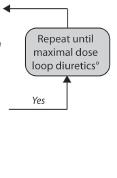 Repeat until
maximal dose
loop diuretics°
Yes